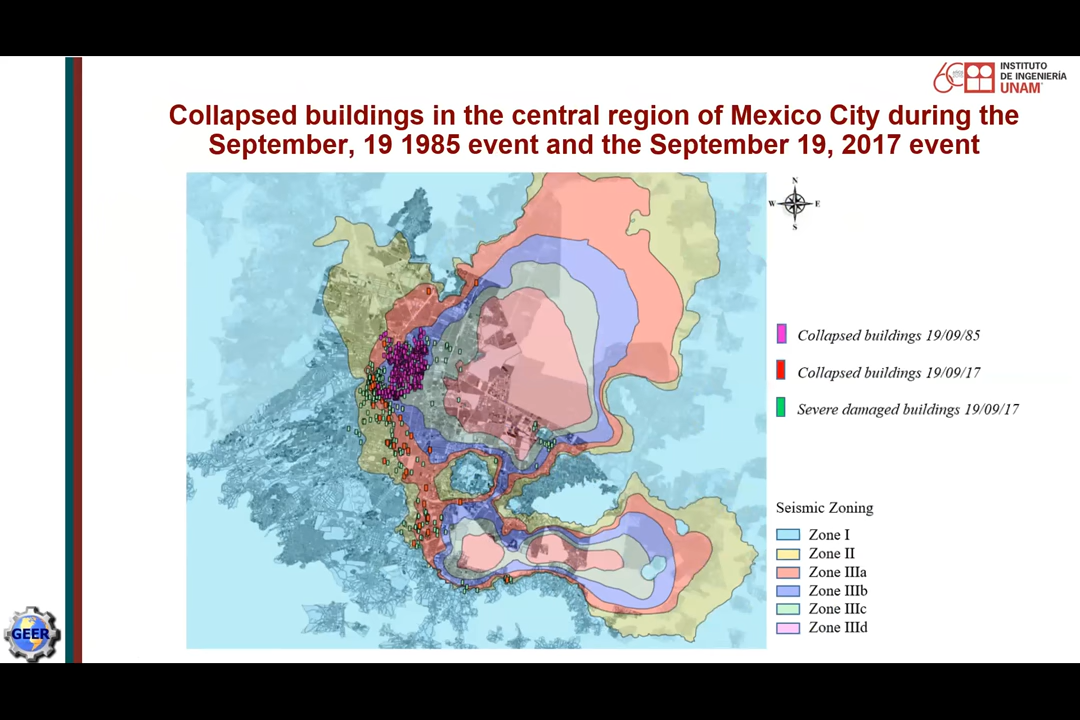 INSTITUTO
DE INGENIERÍA
UNAM
Collapsed buildings in the central region of Mexico City during the
September, 19 1985 event and the September 19, 2017 event
N
W
E
S
Collapsed buildings 19/09/85
Collapsed buildings 19/09/17
Severe damaged buildings 19/09/17
Seismic Zoning
Zone I
Zone II
Zone IIIa
Zone IIIb
Zone IIIc
Zone IIId
GEER